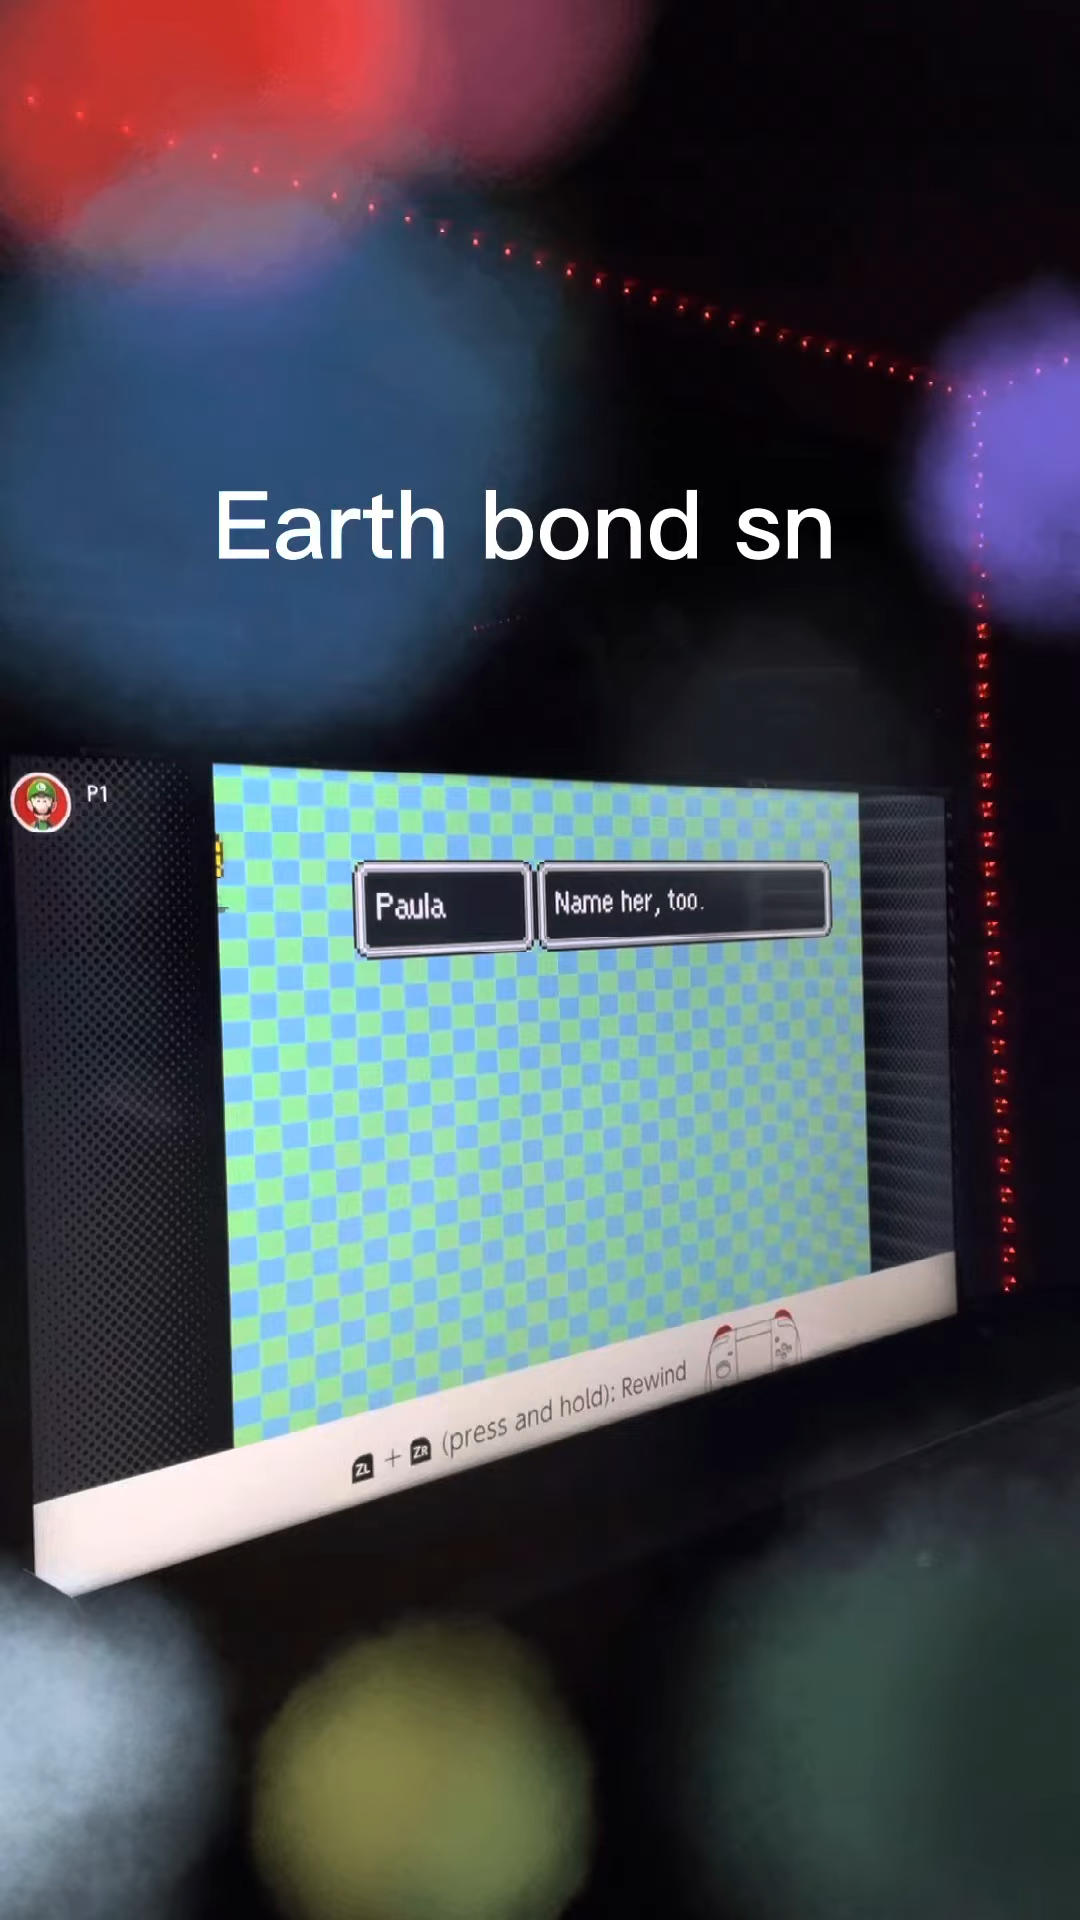 Earth bond sn
P1
Paula
Name her, too.
ZL + ZR (press and hold): Rewind